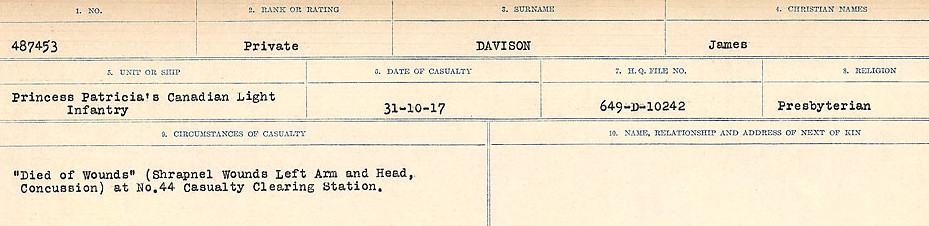 1. NO. 2. RANK OR RATING 3. SURNAME 4. CHRISTIAN NAMES
487453 Private DAVISON James
5. UNIT OR SHIP 6. DATE OF CASUALTY 7. H. Q. FILE NO. 8. RELIGION
Princess Patricia's Canadian Light
Infantry 31-10-17 649-D-10242 Presbyterian
9. CIRCUMSTANCES OF CASUALTY 10. NAME, RELATIONSHIP AND ADDRESS OF NEXT OF KIN
"Died of Wounds" (Shrapnel Wounds Left Arm and Head,
Concussion) at No.44 Casualty Clearing Station.